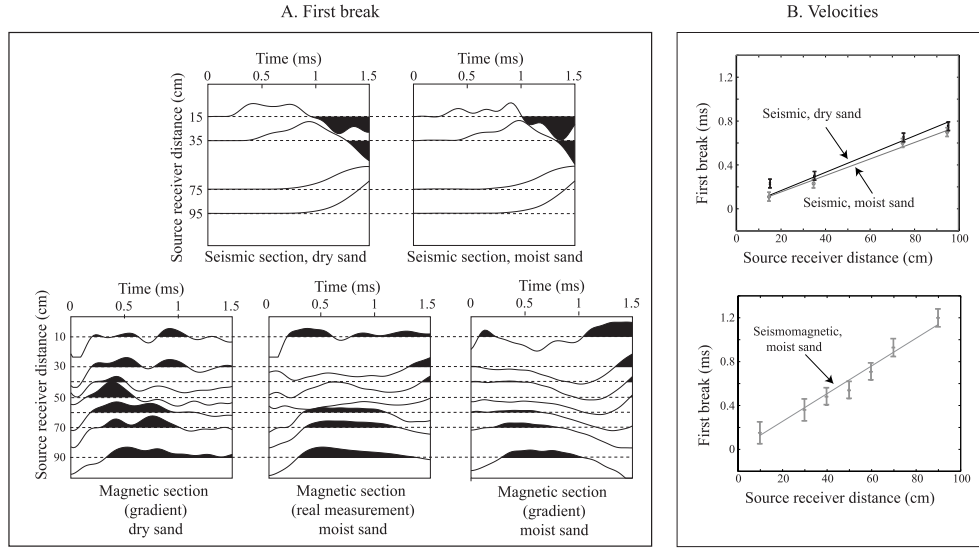 A. First break
B. Velocities
Time (ms)
Time (ms)
0 0.5 1 1.5
0 0.5 1 1.5
Source receiver distance (cm)
15
35
75
95
Seismic section, dry sand
Seismic section, moist sand
Time (ms)
Time (ms)
Time (ms)
0 0.5 1 1.5
0 0.5 1 1.5
0 0.5 1 1.5
Source receiver distance (cm)
10
30
50
70
90
Magnetic section
(gradient)
dry sand
Magnetic section
(real measurement)
moist sand
Magnetic section
(gradient)
moist sand
First break (ms)
1.2
0.8
0.4
0
Seismic, dry sand
Seismic, moist sand
0 20 40 60 80 100
Source receiver distance (cm)
First break (ms)
1.2
0.8
0.4
0
Seismomagnetic,
moist sand
0 20 40 60 80 100
Source receiver distance (cm)